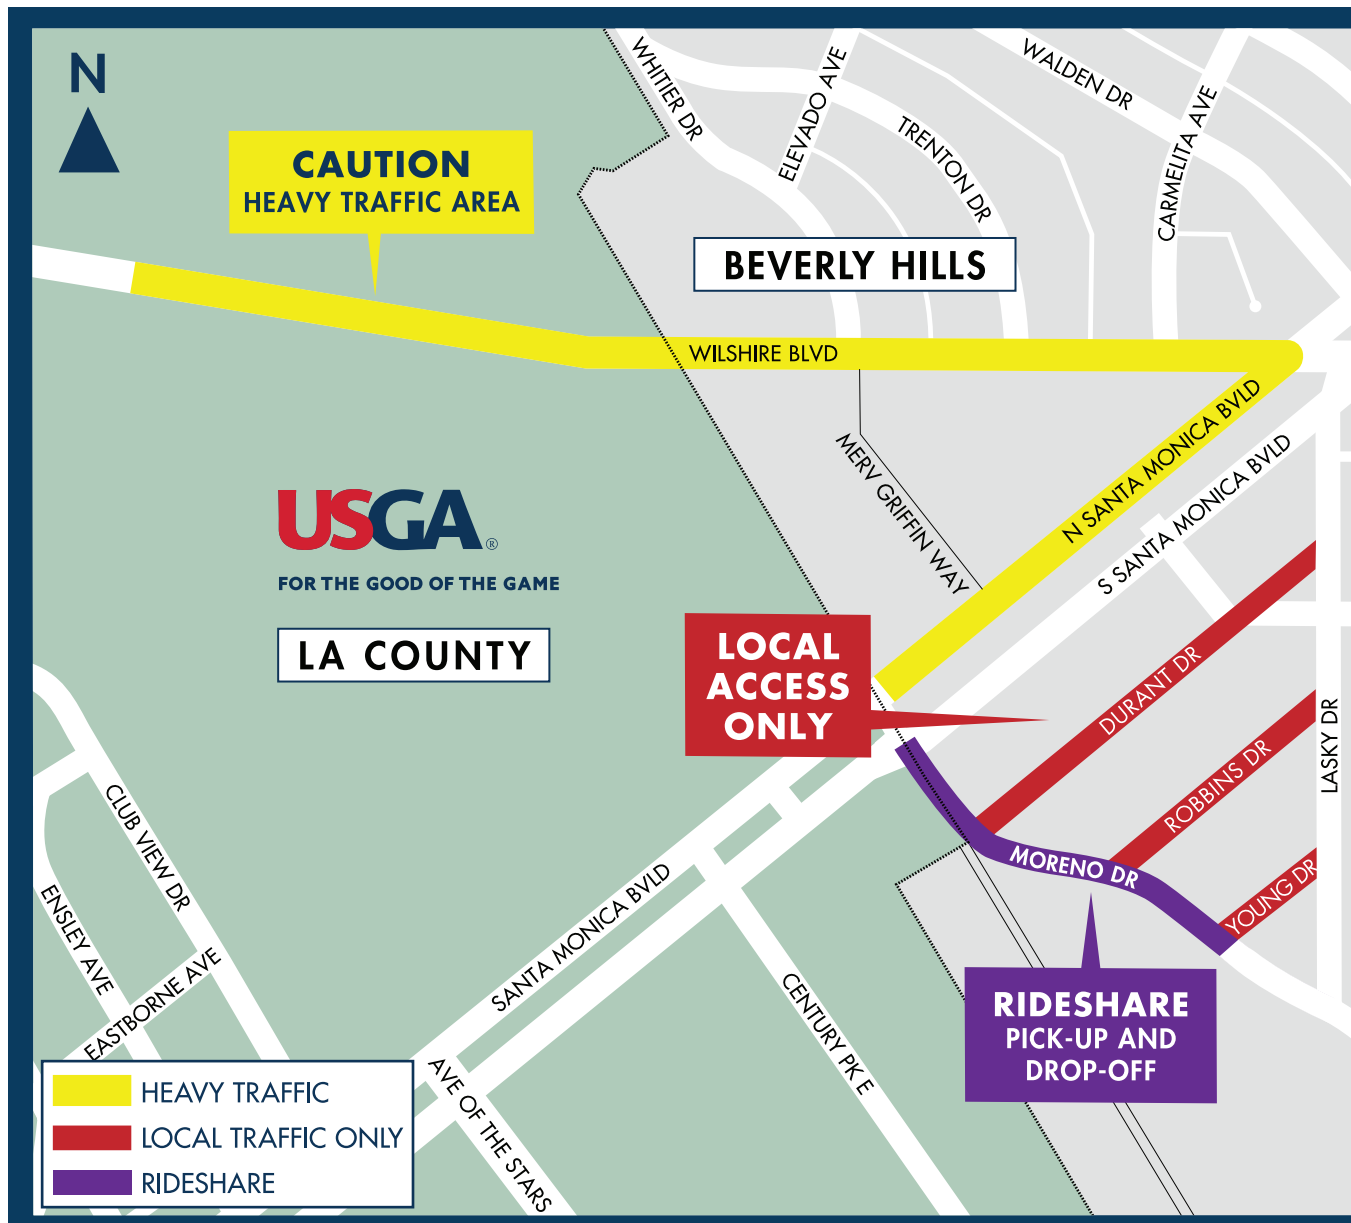 N
CAUTION
HEAVY TRAFFIC AREA
WHITIER DR
ELEVADO AVE
TRENTON DR
WALDEN DR
CARMELITA AVE
BEVERLY HILLS
WILSHIRE BLVD
MERV GRIFFIN WAY
N SANTA MONICA BVLD
S SANTA MONICA BVLD
USGA®
FOR THE GOOD OF THE GAME
LA COUNTY
LOCAL
ACCESS
ONLY
DURANT DR
ROBBINS DR
YOUNG DR
LASKY DR
MORENO DR
CLUB VIEW DR
ENSLEY AVE
EASTBORNE AVE
SANTA MONICA BVLD
CENTURY PK E
AVE OF THE STARS
RIDESHARE
PICK-UP AND
DROP-OFF
HEAVY TRAFFIC
LOCAL TRAFFIC ONLY
RIDESHARE